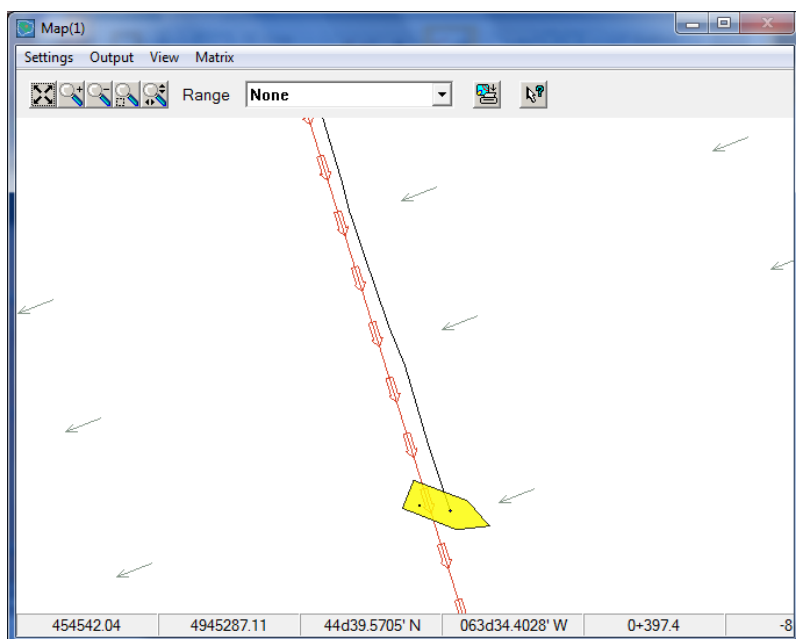 Map(1)
Settings Output View Matrix
Range None
454542.04 4945287.11 44d39.5705' N 063d34.4028' W 0+397.4 -8